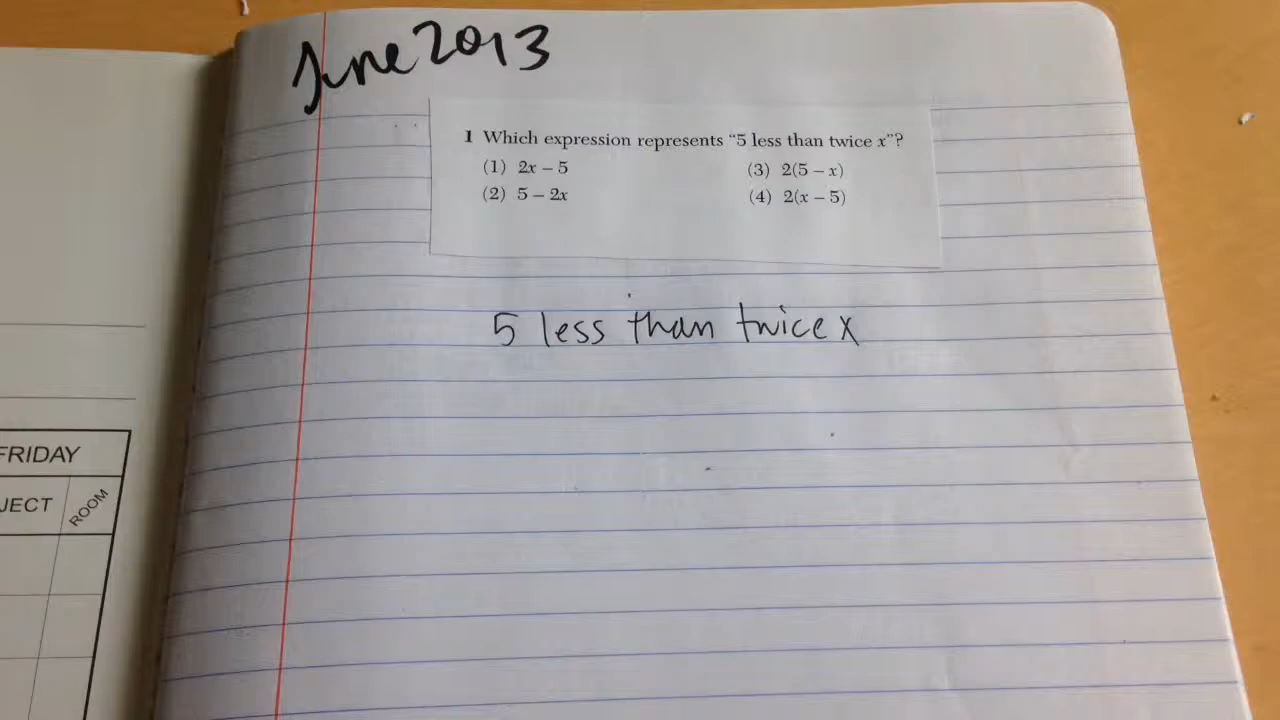 June 2013
1 Which expression represents “5 less than twice x”?
(1) 2x – 5
(3) 2(5 – x)
(2) 5 – 2x
(4) 2(x – 5)
5 less than twice x
FRIDAY
JECT
ROOM